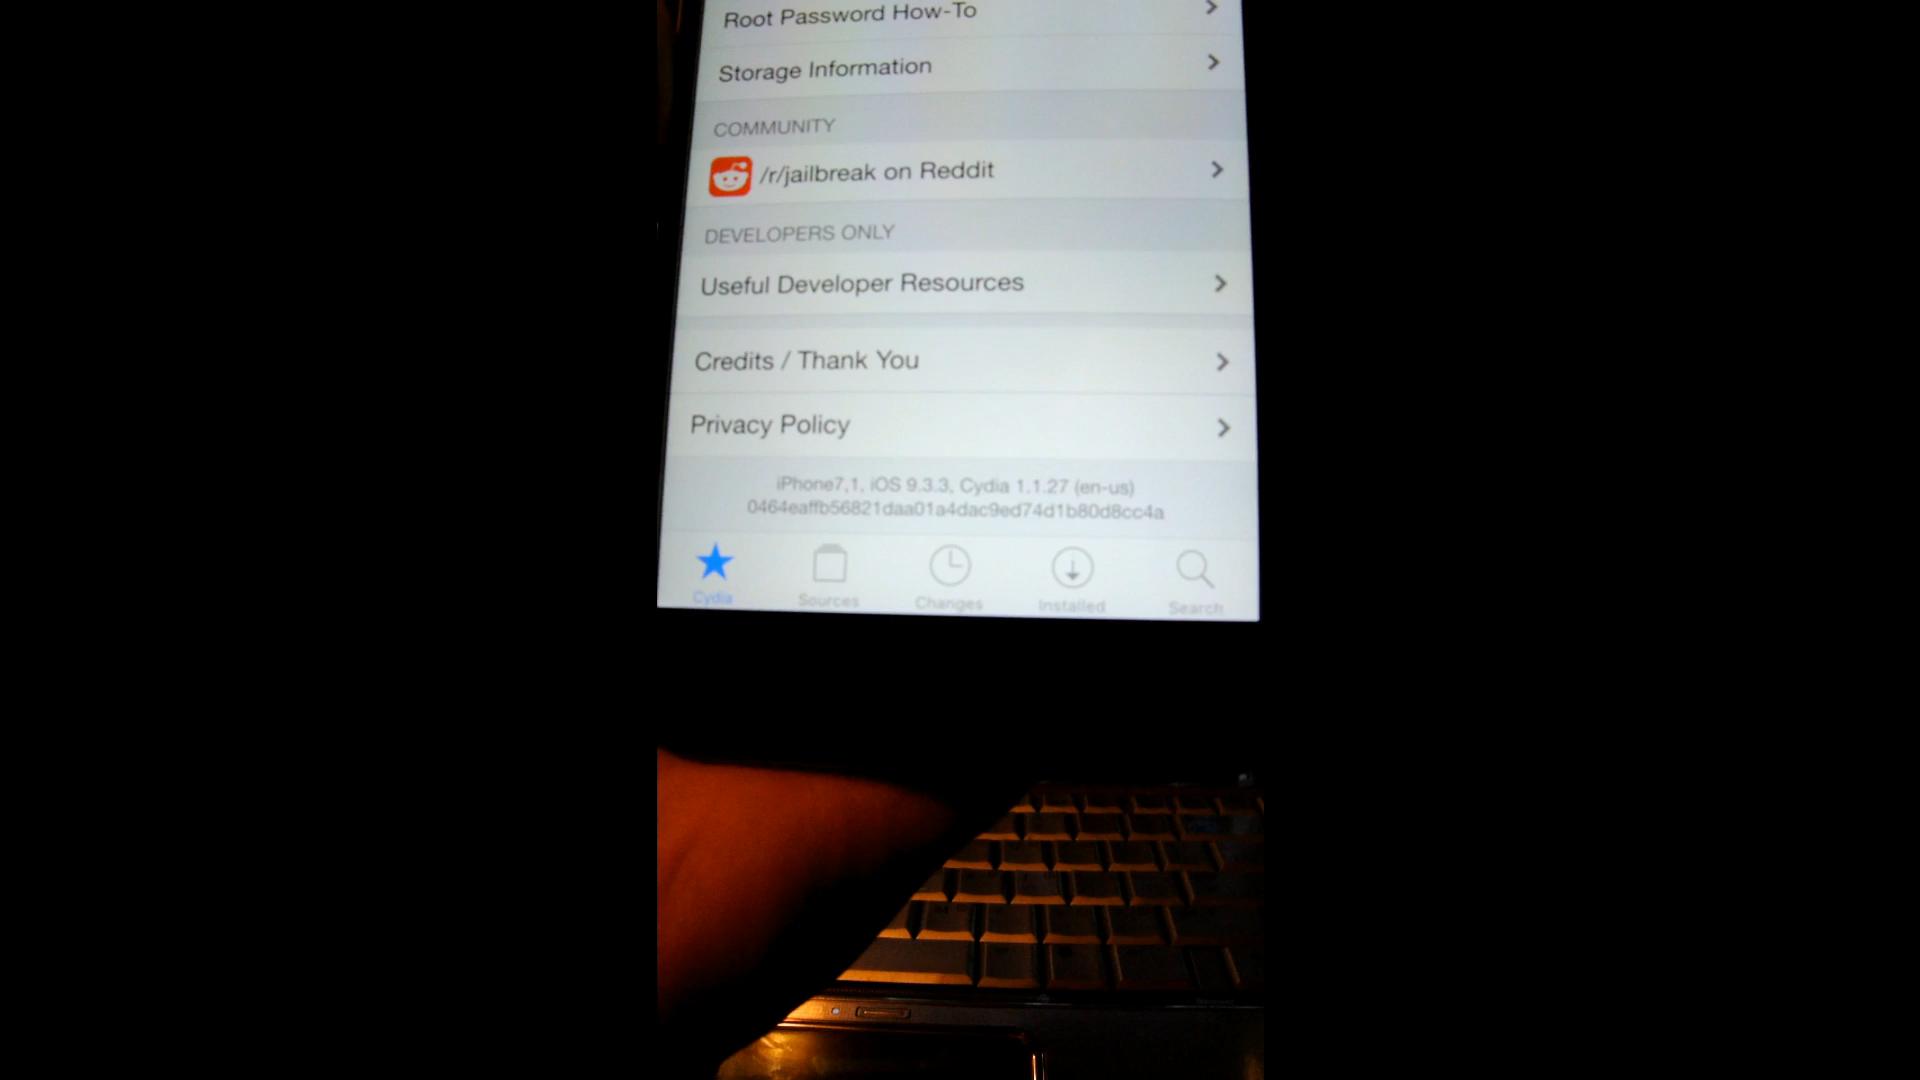 Root Password How-To
Storage Information
COMMUNITY
/r/jailbreak on Reddit
DEVELOPERS ONLY
Useful Developer Resources
Credits / Thank You
Privacy Policy
iPhone7,1, iOS 9.3.3, Cydia 1.1.27 (en-us)
0464eaffb56821daa01a4dac9ed74d1b80d8cc4a
Cydia Sources Changes Installed Search